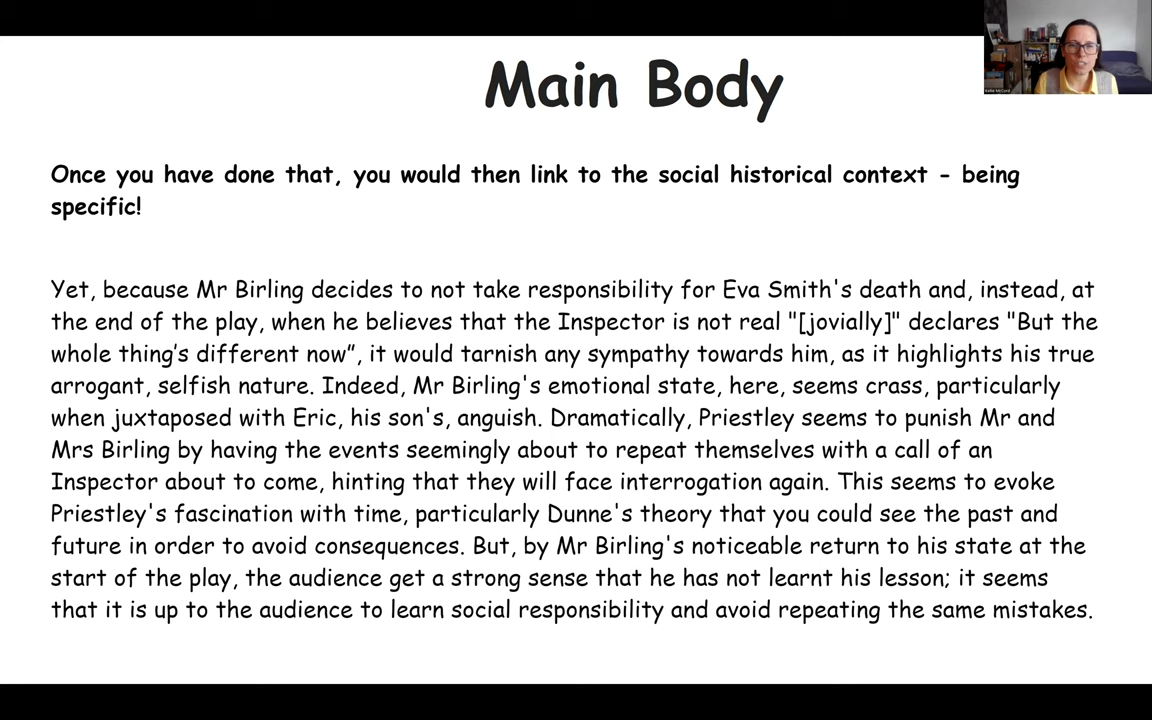 Main Body
Once you have done that, you would then link to the social historical context - being
specific!
Yet, because Mr Birling decides to not take responsibility for Eva Smith's death and, instead, at
the end of the play, when he believes that the Inspector is not real "[jovially]" declares "But the
whole thing’s different now”, it would tarnish any sympathy towards him, as it highlights his true
arrogant, selfish nature. Indeed, Mr Birling's emotional state, here, seems crass, particularly
when juxtaposed with Eric, his son's, anguish. Dramatically, Priestley seems to punish Mr and
Mrs Birling by having the events seemingly about to repeat themselves with a call of an
Inspector about to come, hinting that they will face interrogation again. This seems to evoke
Priestley's fascination with time, particularly Dunne's theory that you could see the past and
future in order to avoid consequences. But, by Mr Birling's noticeable return to his state at the
start of the play, the audience get a strong sense that he has not learnt his lesson; it seems
that it is up to the audience to learn social responsibility and avoid repeating the same mistakes.